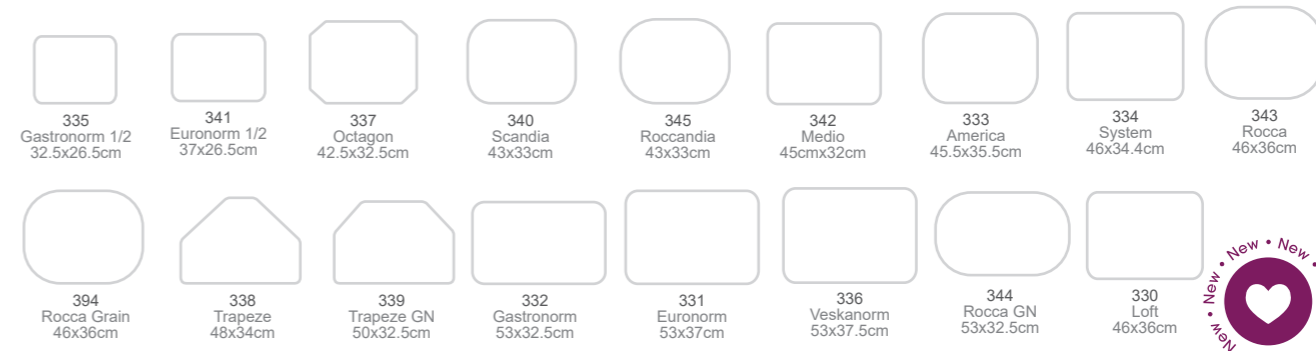 335
Gastronorm 1/2
32.5x26.5cm
341
Euronorm 1/2
37x26.5cm
337
Octagon
42.5x32.5cm
340
Scandia
43x33cm
345
Roccandia
43x33cm
342
Medio
45cmx32cm
333
America
45.5x35.5cm
334
System
46x34.4cm
343
Rocca
46x36cm
394
Rocca Grain
46x36cm
338
Trapeze
48x34cm
339
Trapeze GN
50x32.5cm
332
Gastronorm
53x32.5cm
331
Euronorm
53x37cm
336
Veskanorm
53x37.5cm
344
Rocca GN
53x32.5cm
330
Loft
46x36cm
New • New • New • New •